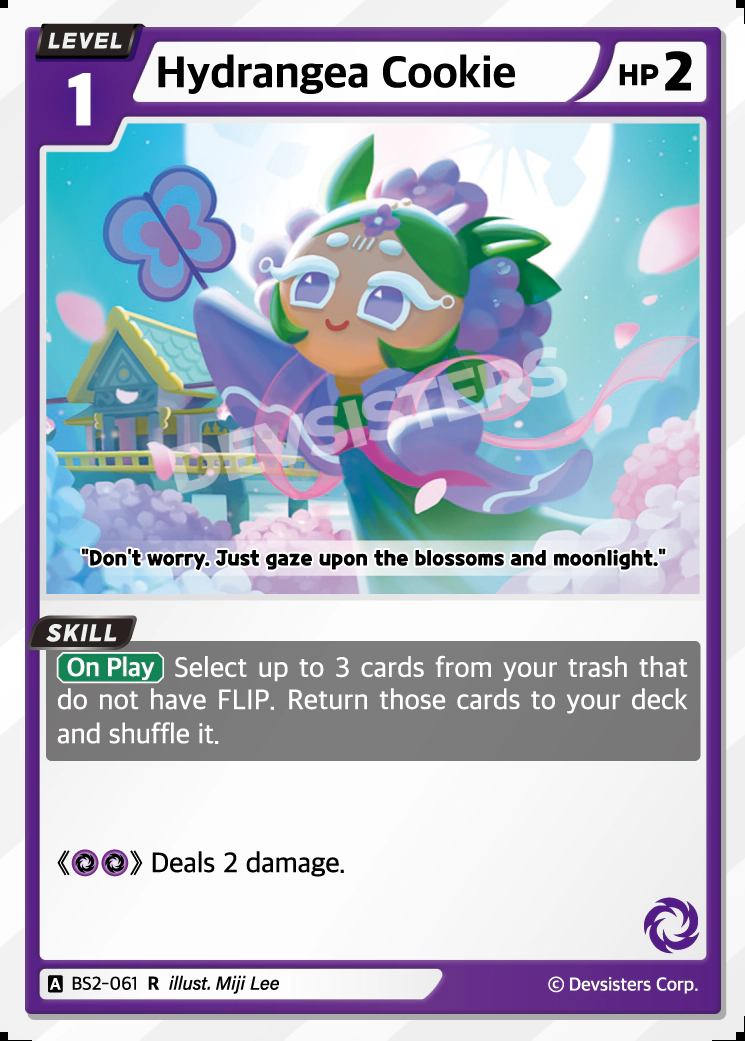 LEVEL
1
Hydrangea Cookie
HP 2
DEVSISTERS
"Don't worry. Just gaze upon the blossoms and moonlight."
SKILL
On Play Select up to 3 cards from your trash that
do not have FLIP. Return those cards to your deck
and shuffle it.
《》 Deals 2 damage.
A BS2-061 R illust. Miji Lee
© Devsisters Corp.